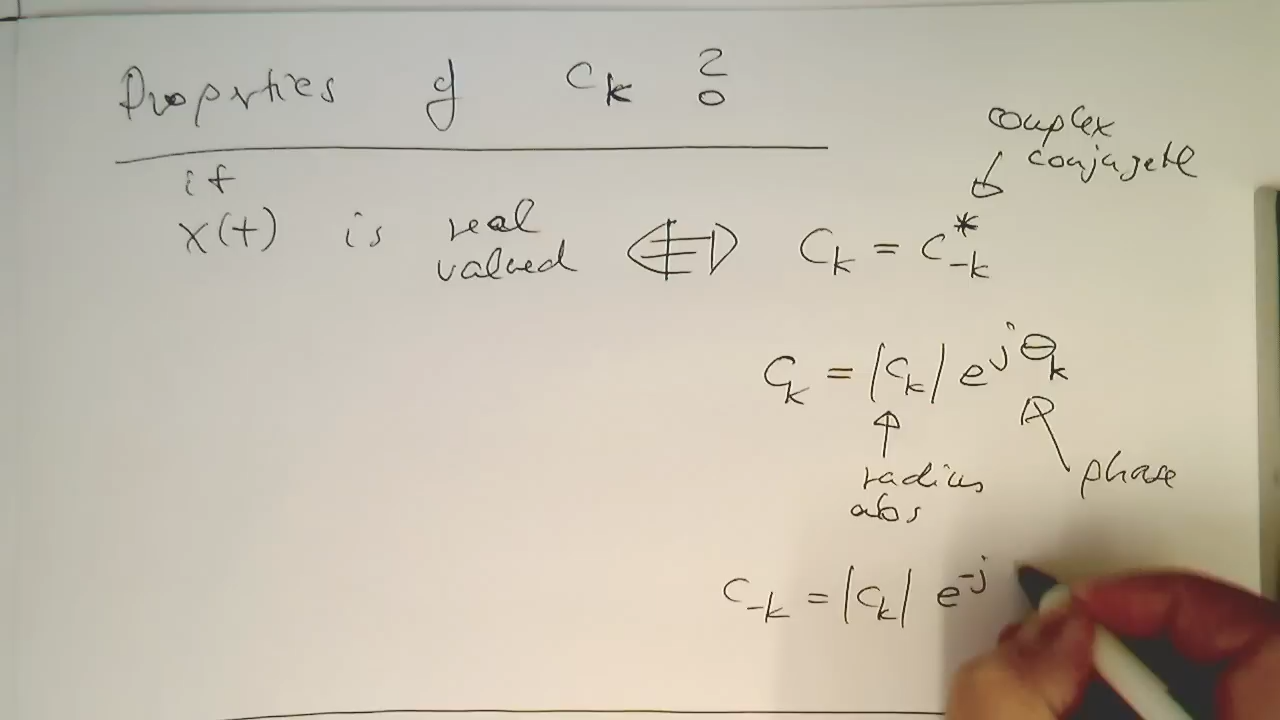 Properties of c_k ?
complex
conjugate
if
x(t) is real
valued ⇔ c_k = c*_{-k}
c_k = |c_k| e^{jθ_k}
radius
abs
phase
c_{-k} = |c_k| e^{-j